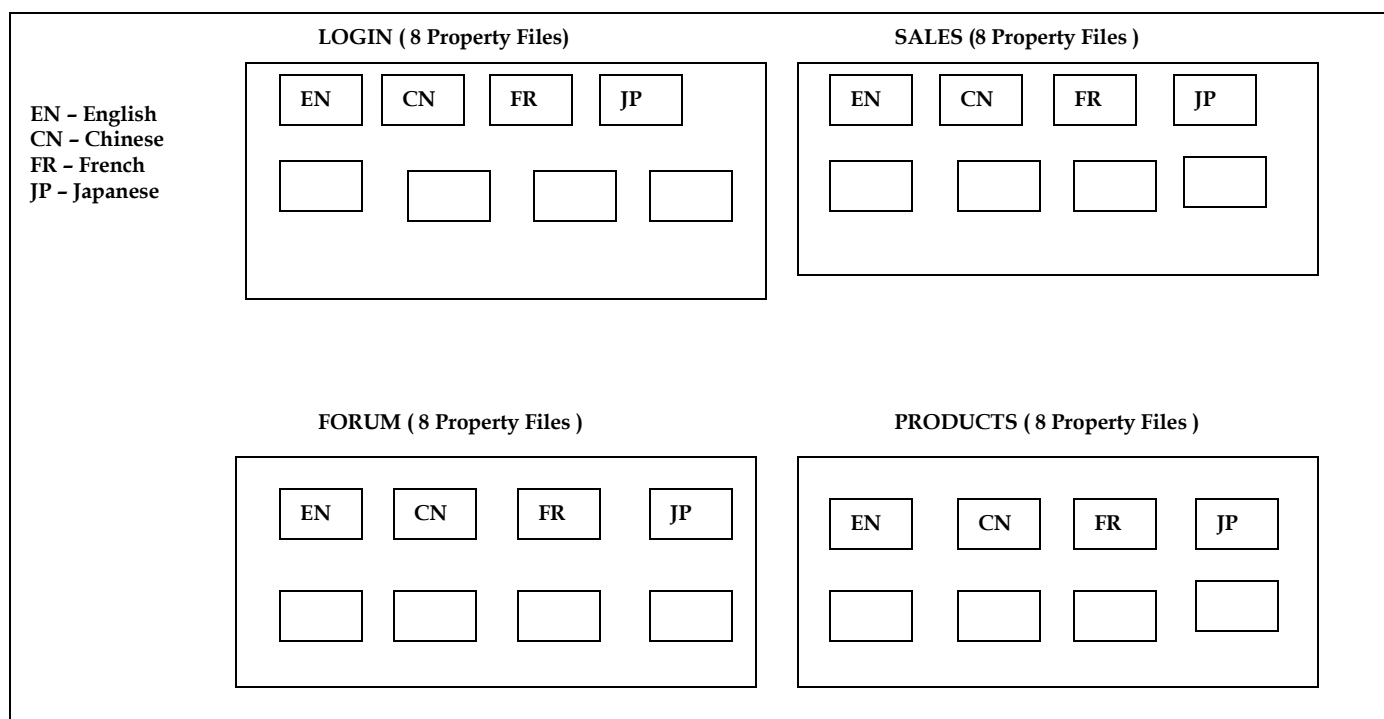 LOGIN ( 8 Property Files)
SALES (8 Property Files )
EN – English
CN – Chinese
FR – French
JP – Japanese
EN CN FR JP
EN CN FR JP
FORUM ( 8 Property Files )
PRODUCTS ( 8 Property Files )
EN CN FR JP
EN CN FR JP